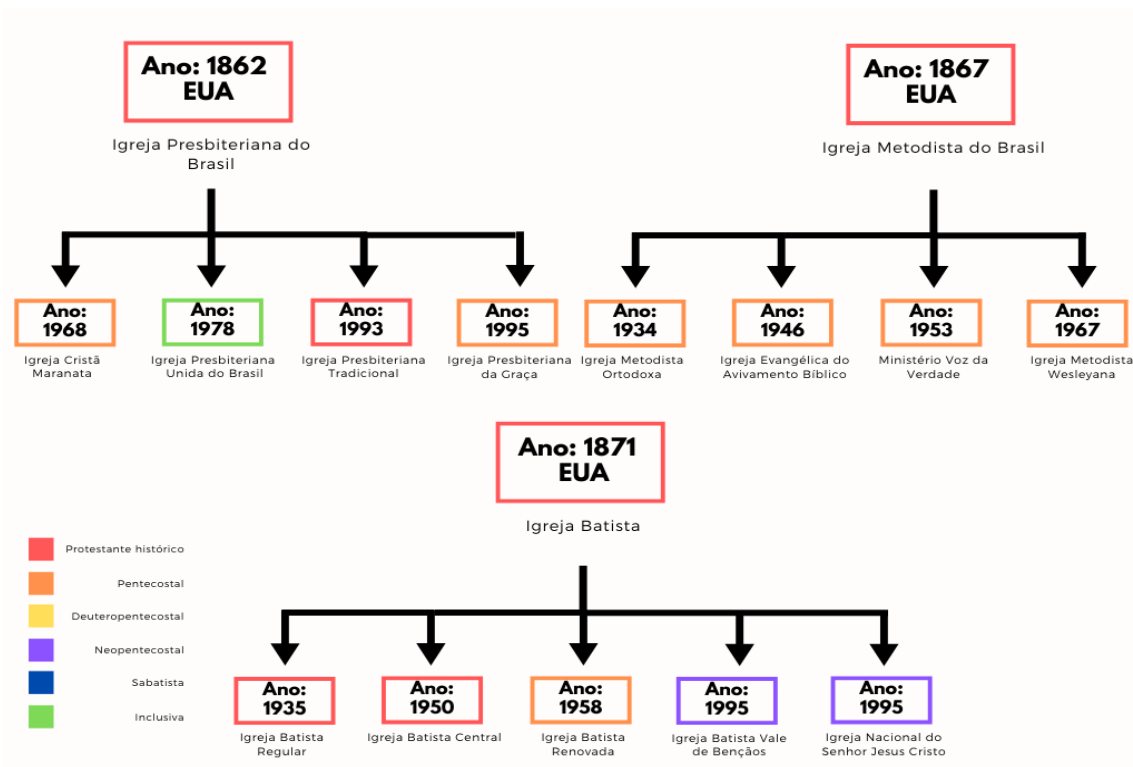 Ano: 1862
EUA
Igreja Presbiteriana do
Brasil
Ano: 1867
EUA
Igreja Metodista do Brasil
Ano:
1968
Igreja Cristã
Maranata
Ano:
1978
Igreja Presbiteriana
Unida do Brasil
Ano:
1993
Igreja Presbiteriana
Tradicional
Ano:
1995
Igreja Presbiteriana
da Graça
Ano:
1934
Igreja Metodista
Ortodoxa
Ano:
1946
Igreja Evangélica do
Avivamento Bíblico
Ano:
1953
Ministério Voz da
Verdade
Ano:
1967
Igreja Metodista
Wesleyana
Ano: 1871
EUA
Igreja Batista
Protestante histórico
Pentecostal
Deuteropentecostal
Neopentecostal
Sabatista
Inclusiva
Ano:
1935
Igreja Batista
Regular
Ano:
1950
Igreja Batista Central
Ano:
1958
Igreja Batista
Renovada
Ano:
1995
Igreja Batista Vale
de Bençãos
Ano:
1995
Igreja Nacional do
Senhor Jesus Cristo